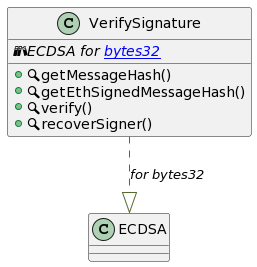 C VerifySignature
📚ECDSA for bytes32
🔍getMessageHash()
🔍getEthSignedMessageHash()
🔍verify()
🔍recoverSigner()
for bytes32
C ECDSA